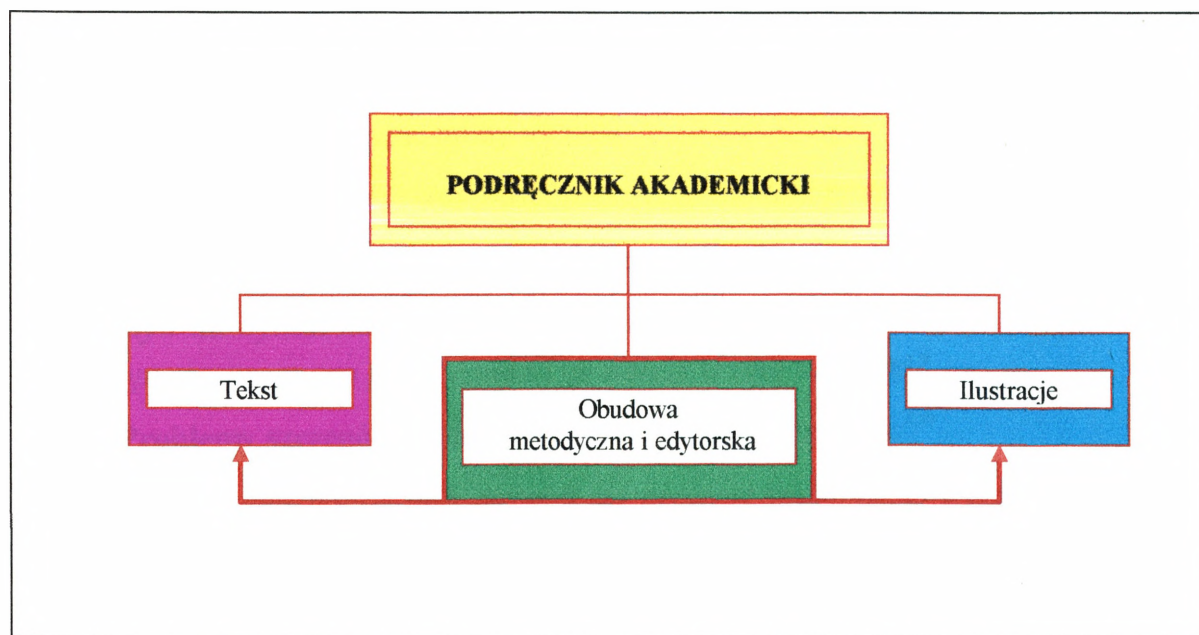 PODRĘCZNIK AKADEMICKI
Tekst
Obudowa
metodyczna i edytorska
Ilustracje